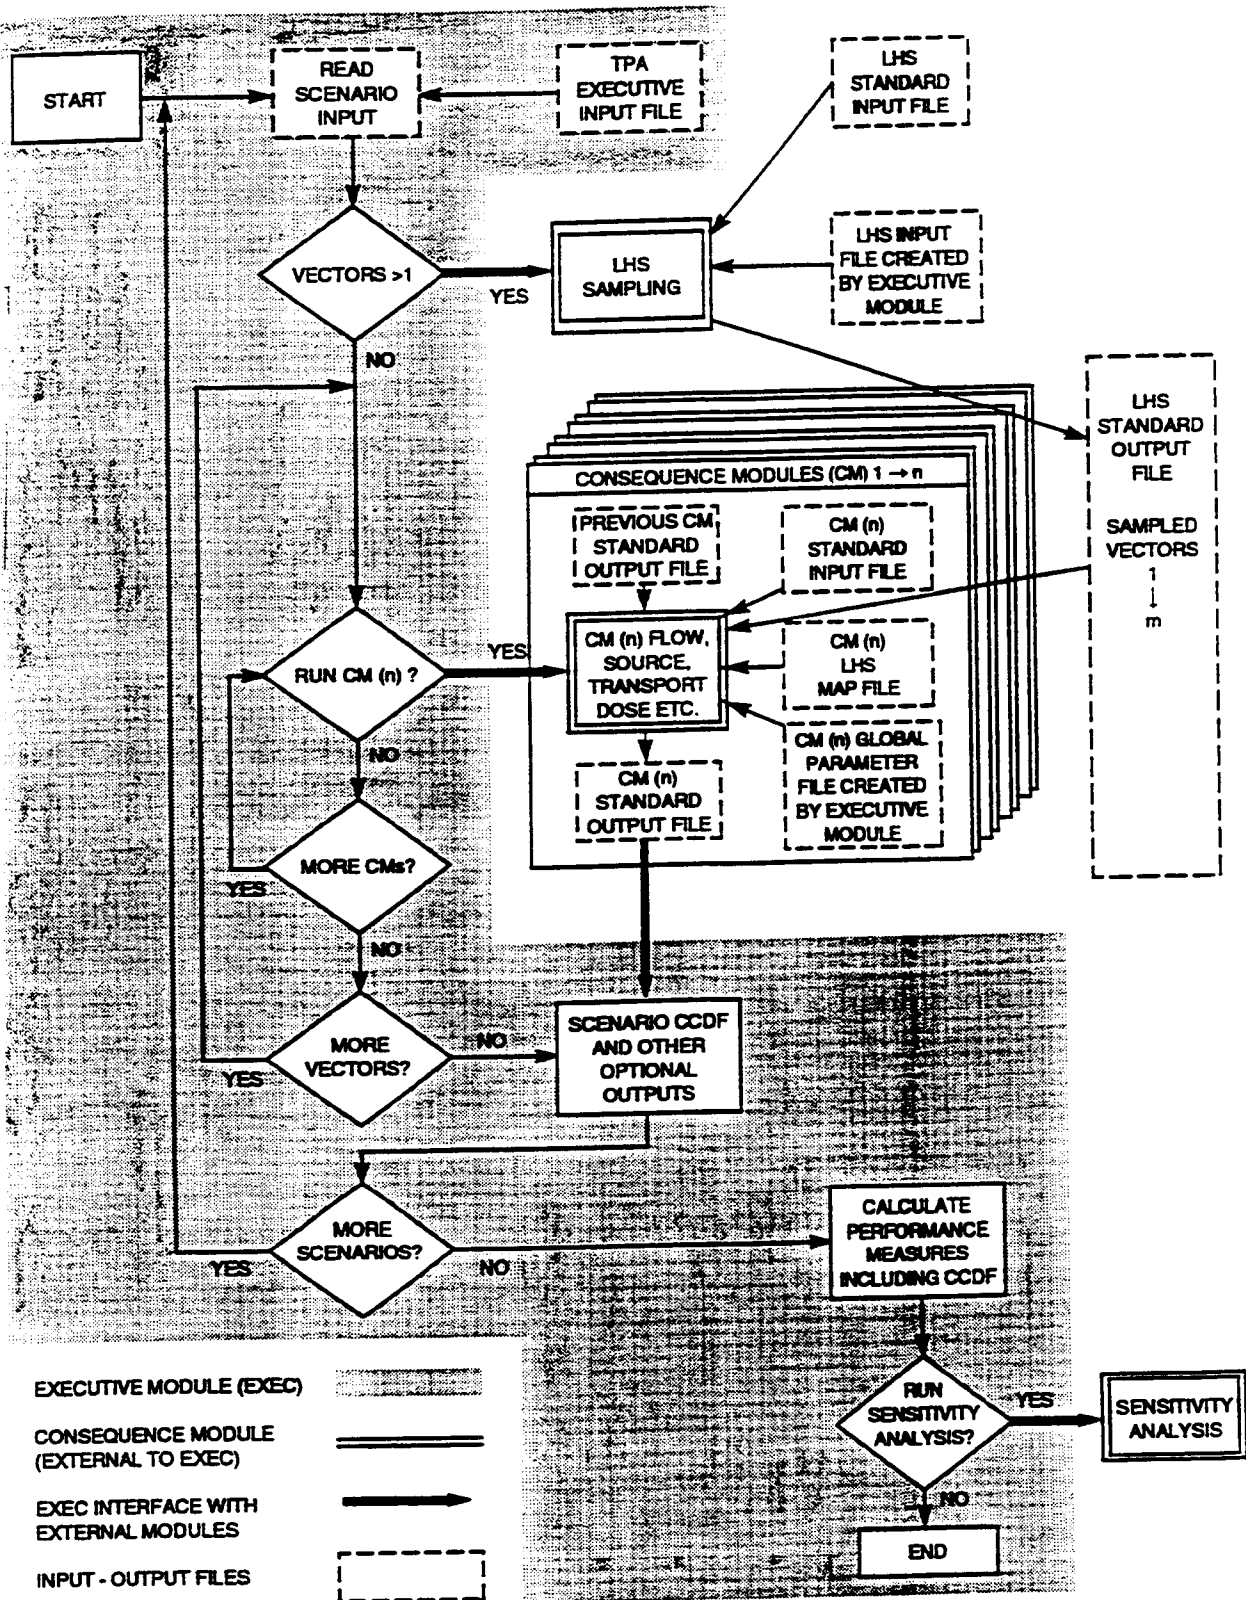 START
READ
SCENARIO
INPUT
TPA
EXECUTIVE
INPUT FILE
LHS
STANDARD
INPUT FILE
VECTORS >1
YES
NO
LHS
SAMPLING
LHS INPUT
FILE CREATED
BY EXECUTIVE
MODULE
LHS
STANDARD
OUTPUT
FILE
SAMPLED
VECTORS
1
↓
m
CONSEQUENCE MODULES (CM) 1 → n
PREVIOUS CM
STANDARD
OUTPUT FILE
CM (n)
STANDARD
INPUT FILE
RUN CM (n) ?
YES
NO
CM (n) FLOW,
SOURCE,
TRANSPORT
DOSE ETC.
CM (n)
LHS
MAP FILE
CM (n) GLOBAL
PARAMETER
FILE CREATED
BY EXECUTIVE
MODULE
CM (n)
STANDARD
OUTPUT FILE
MORE CMs?
YES
NO
MORE
VECTORS?
YES
NO
SCENARIO CCDF
AND OTHER
OPTIONAL
OUTPUTS
MORE
SCENARIOS?
YES
NO
CALCULATE
PERFORMANCE
MEASURES
INCLUDING CCDF
RUN
SENSITIVITY
ANALYSIS?
YES
NO
SENSITIVITY
ANALYSIS
END
EXECUTIVE MODULE (EXEC)
CONSEQUENCE MODULE
(EXTERNAL TO EXEC)
EXEC INTERFACE WITH
EXTERNAL MODULES
INPUT - OUTPUT FILES